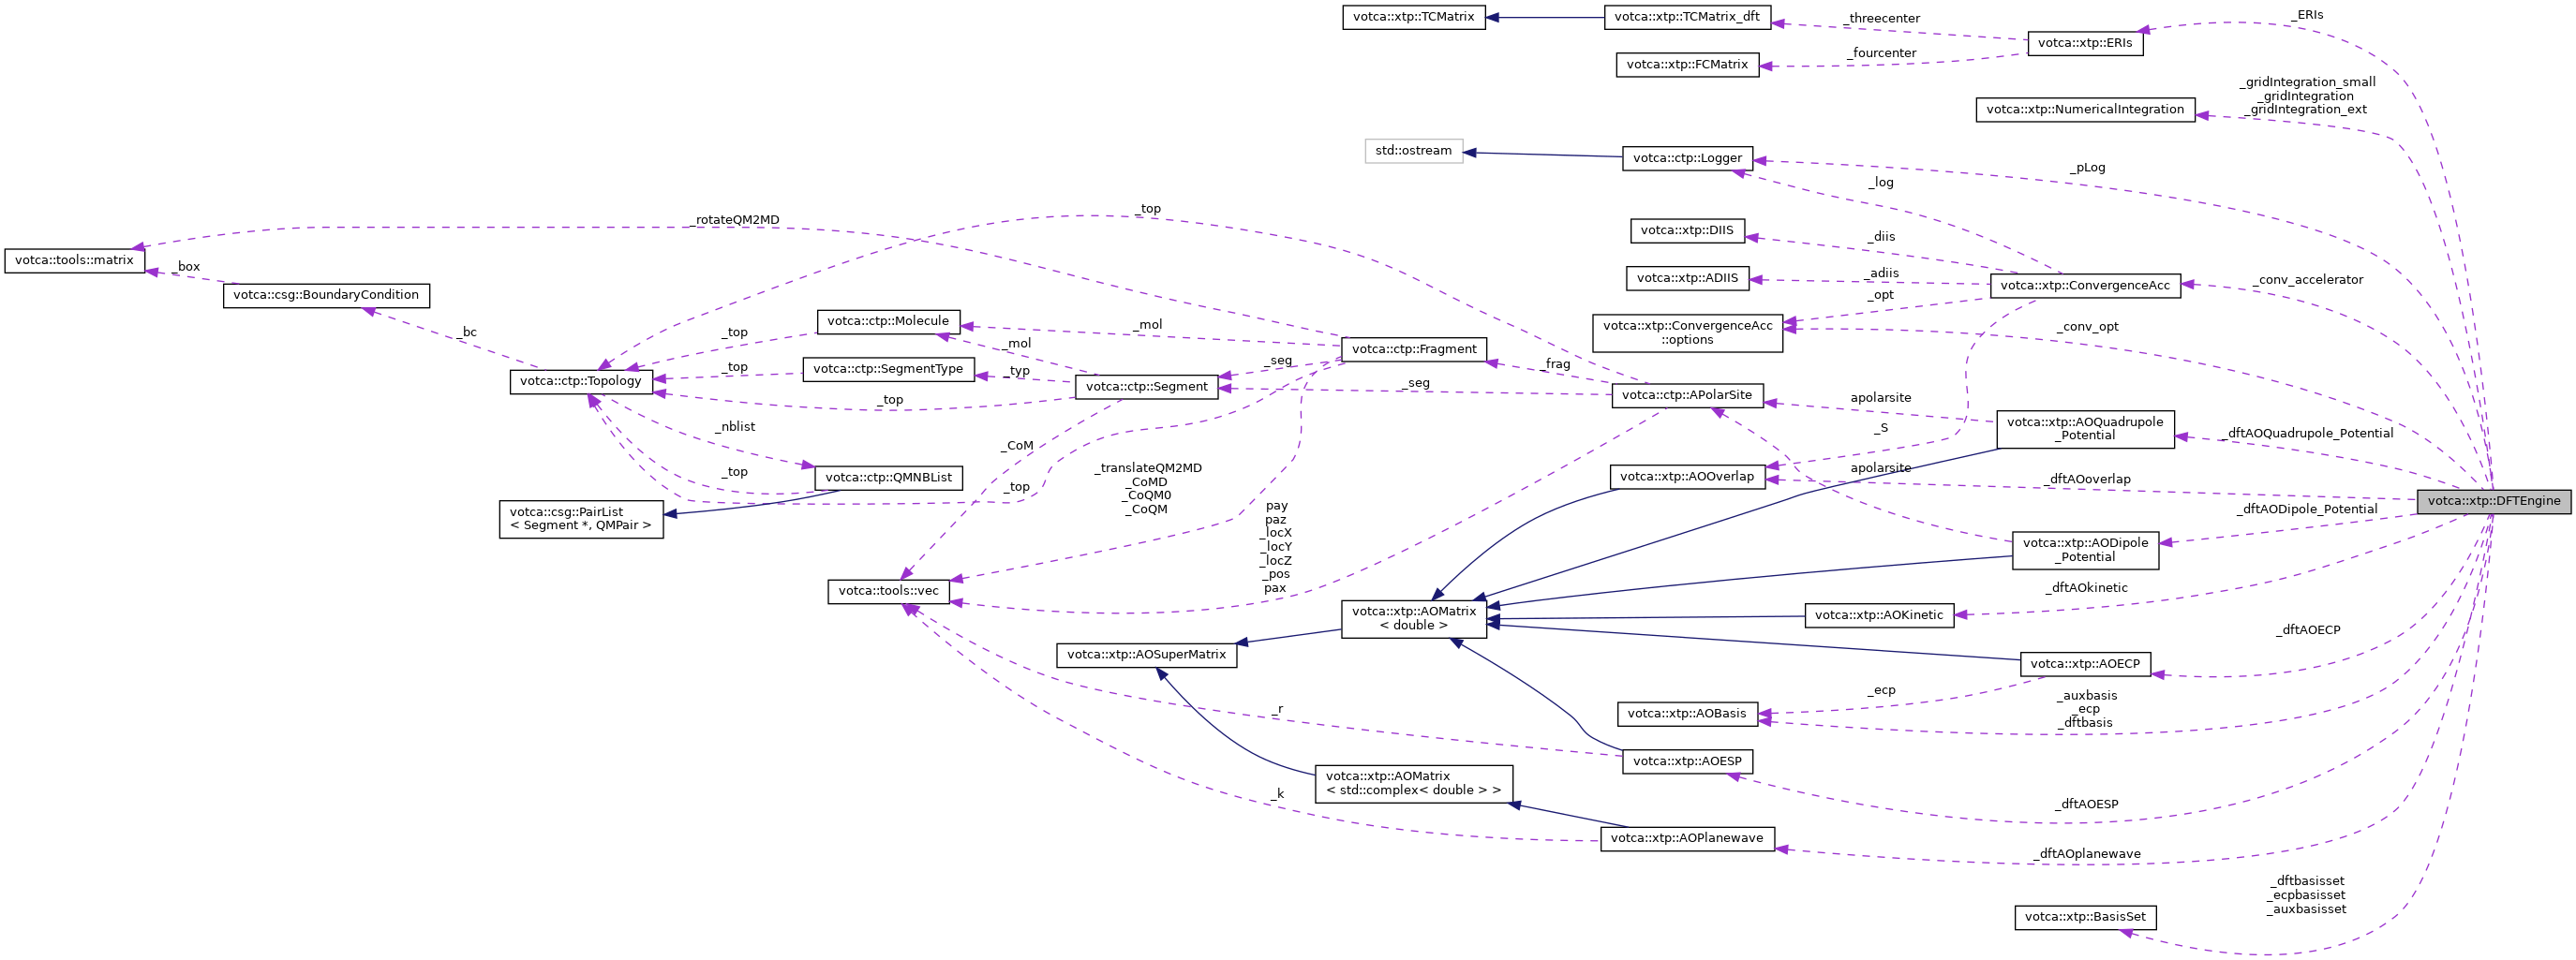 votca::xtp::TCMatrix
votca::xtp::TCMatrix_dft
_threecenter
_ERIs
votca::xtp::ERIs
_fourcenter
votca::xtp::FCMatrix
_gridIntegration_small
_gridIntegration
_gridIntegration_ext
votca::xtp::NumericalIntegration
std::ostream
votca::ctp::Logger
_pLog
_log
_top
_rotateQM2MD
votca::xtp::DIIS
_diis
votca::tools::matrix
_box
votca::xtp::ADIIS
_adiis
votca::xtp::ConvergenceAcc
_conv_accelerator
votca::csg::BoundaryCondition
_opt
votca::ctp::Molecule
_mol
votca::xtp::ConvergenceAcc
::options
_conv_opt
_bc
_top
_mol
votca::ctp::Fragment
_seg
_frag
_top
votca::ctp::SegmentType
_typ
votca::ctp::Topology
votca::ctp::Segment
_seg
votca::ctp::APolarSite
apolarsite
_top
votca::xtp::AOQuadrupole
_Potential
_dftAOQuadrupole_Potential
_nblist
_S
_CoM
_translateQM2MD
_CoMD
_CoQM0
_CoQM
apolarsite
_top
votca::ctp::QMNBList
_top
votca::xtp::AOOverlap
_dftAOoverlap
votca::xtp::DFTEngine
votca::csg::PairList
< Segment *, QMPair >
pay
paz
_locX
_locY
_locZ
_pos
pax
_dftAODipole_Potential
votca::xtp::AODipole
_Potential
votca::tools::vec
_dftAOkinetic
votca::xtp::AOMatrix
< double >
votca::xtp::AOKinetic
_dftAOECP
votca::xtp::AOSuperMatrix
votca::xtp::AOECP
_ecp
_auxbasis
_ecp
_dftbasis
votca::xtp::AOBasis
_r
votca::xtp::AOESP
votca::xtp::AOMatrix
< std::complex< double > >
_k
_dftAOESP
votca::xtp::AOPlanewave
_dftAOplanewave
_dftbasisset
_ecpbasisset
_auxbasisset
votca::xtp::BasisSet